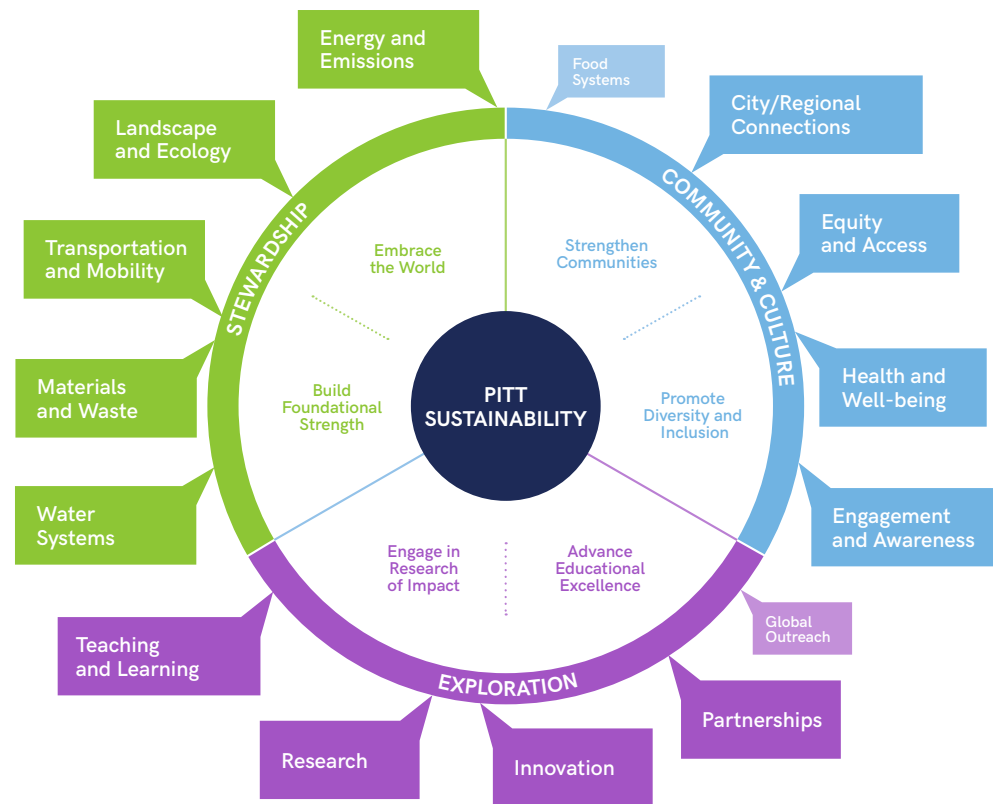 Energy and
Emissions
Food
Systems
City/Regional
Connections
Landscape
and Ecology
Equity
and Access
Transportation
and Mobility
Health and
Well-being
Materials
and Waste
Engagement
and Awareness
Water
Systems
Global
Outreach
Teaching
and Learning
Partnerships
Research
Innovation
STEWARDSHIP
COMMUNITY & CULTURE
EXPLORATION
Embrace
the World
Strengthen
Communities
Build
Foundational
Strength
PITT
SUSTAINABILITY
Promote
Diversity and
Inclusion
Engage in
Research
of Impact
Advance
Educational
Excellence